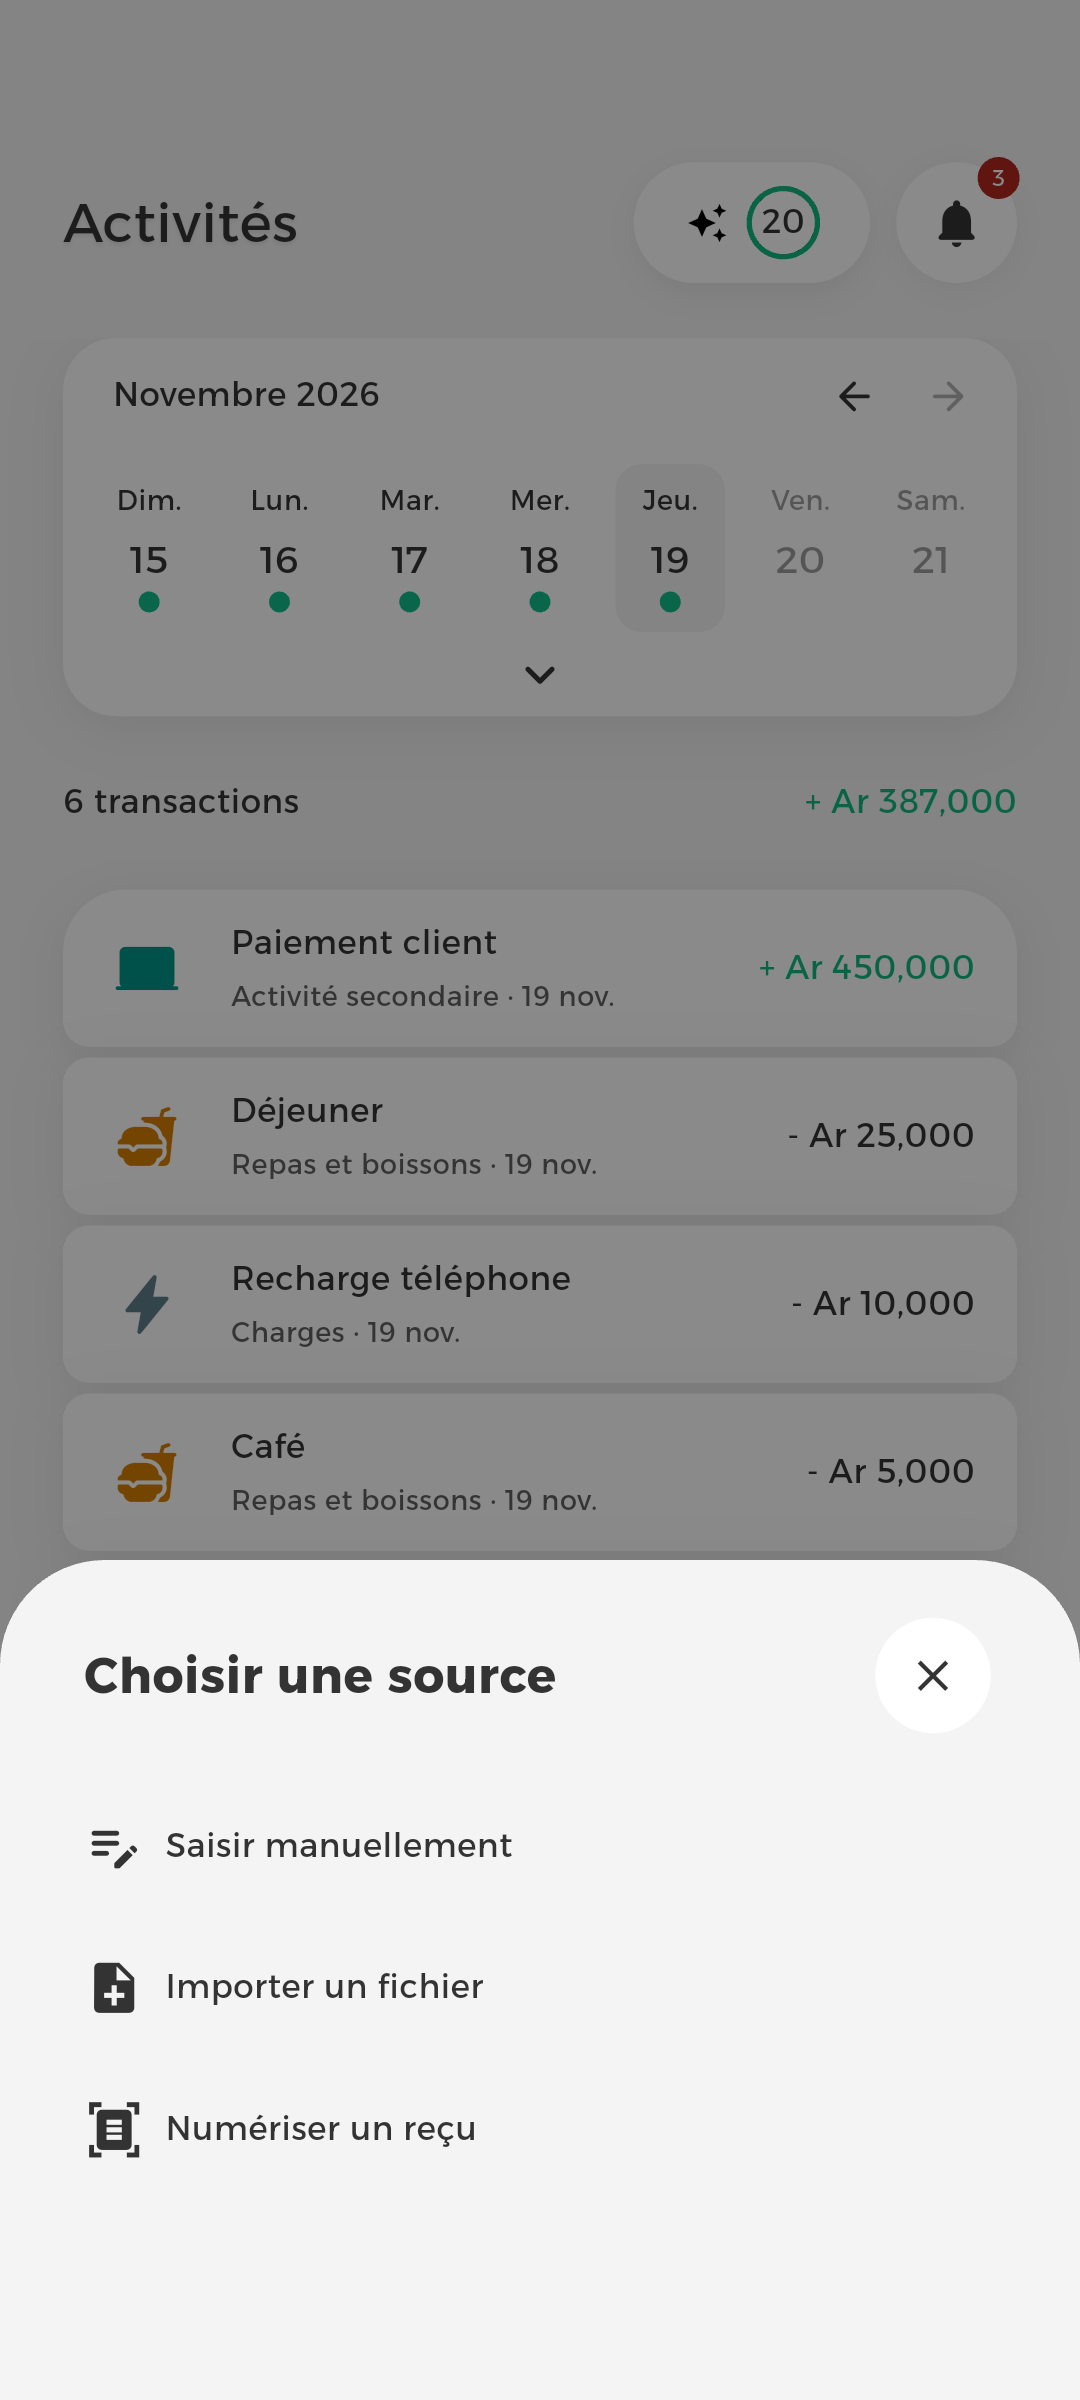 Activités
20
3
Novembre 2026
Dim. Lun. Mar. Mer. Jeu. Ven. Sam.
15 16 17 18 19 20 21
6 transactions + Ar 387,000
Paiement client
Activité secondaire · 19 nov.
+ Ar 450,000
Déjeuner
Repas et boissons · 19 nov.
- Ar 25,000
Recharge téléphone
Charges · 19 nov.
- Ar 10,000
Café
Repas et boissons · 19 nov.
- Ar 5,000
Choisir une source
Saisir manuellement
Importer un fichier
Numériser un reçu